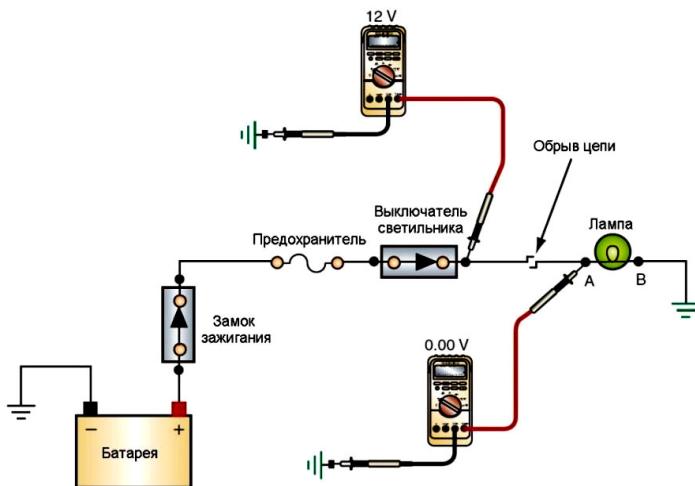 12 V
Обрыв цепи
Выключатель
светильника
Лампа
Предохранитель
A
B
Замок
зажигания
0.00 V
− +
Батарея